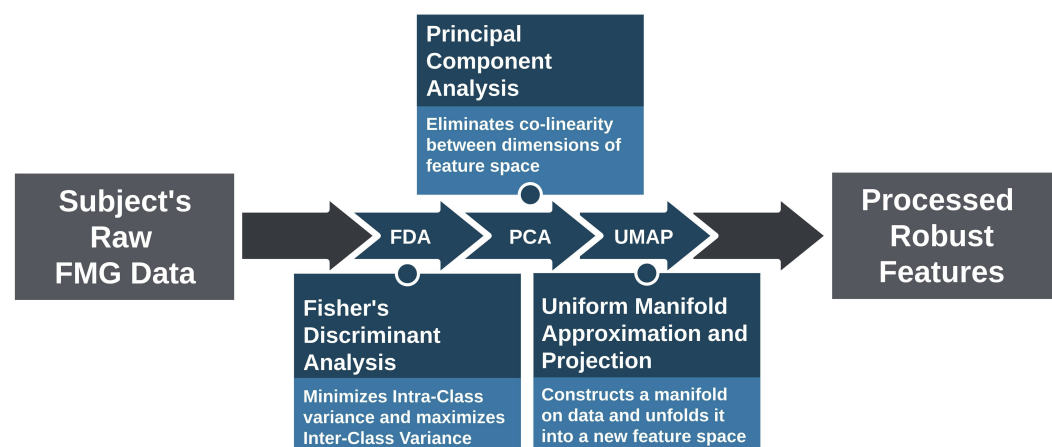 Principal
Component
Analysis
Eliminates co-linearity
between dimensions of
feature space
Subject's
Raw
FMG Data
FDA
PCA
UMAP
Processed
Robust
Features
Fisher's
Discriminant
Analysis
Minimizes Intra-Class
variance and maximizes
Inter-Class Variance
Uniform Manifold
Approximation and
Projection
Constructs a manifold
on data and unfolds it
into a new feature space